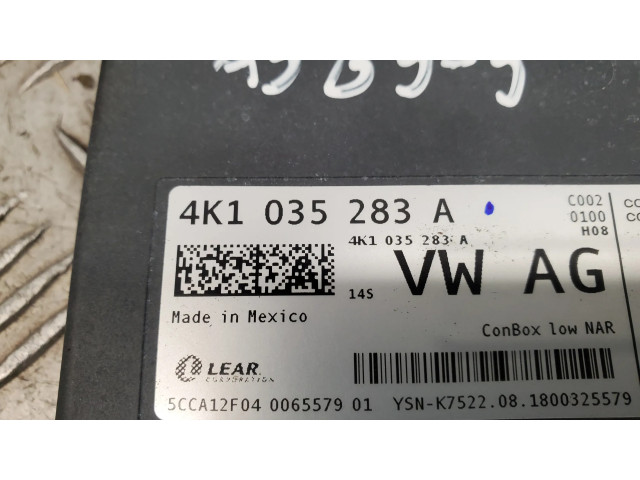 4K1 035 283 A
C002
0100
H08
4K1 035 283 A
14S VW AG
Made in Mexico
ConBox low NAR
LEAR
CORPORATION
5CCA12F04 0065579 01 YSN-K7522.08.1800325579